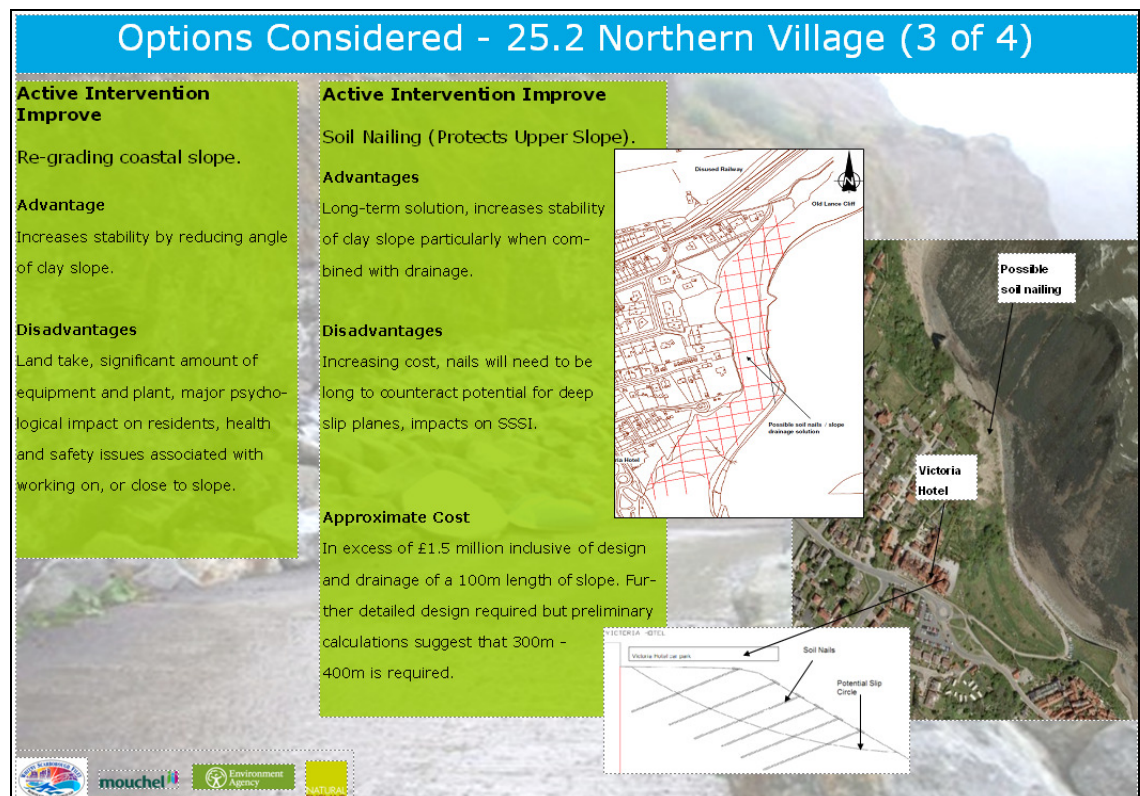 Options Considered - 25.2 Northern Village (3 of 4)
Active Intervention
Improve
Re-grading coastal slope.
Advantage
Increases stability by reducing angle
of clay slope.
Disadvantages
Land take, significant amount of
equipment and plant, major psycho-
logical impact on residents, health
and safety issues associated with
working on, or close to slope.
Active Intervention Improve
Soil Nailing (Protects Upper Slope).
Advantages
Long-term solution, increases stability
of clay slope particularly when com-
bined with drainage.
Disadvantages
Increasing cost, nails will need to be
long to counteract potential for deep
slip planes, impacts on SSSI.
Approximate Cost
In excess of £1.5 million inclusive of design
and drainage of a 100m length of slope. Fur-
ther detailed design required but preliminary
calculations suggest that 300m -
400m is required.
Disused Railway
N
Old Lance Cliff
Possible soil nails / slope
drainage solution
ria Hotel
Possible
soil nailing
Victoria
Hotel
VICTORIA HOTEL
Victoria Hotel car park
Soil Nails
Potential Slip
Circle
mouchel
Environment
Agency
NATURAL